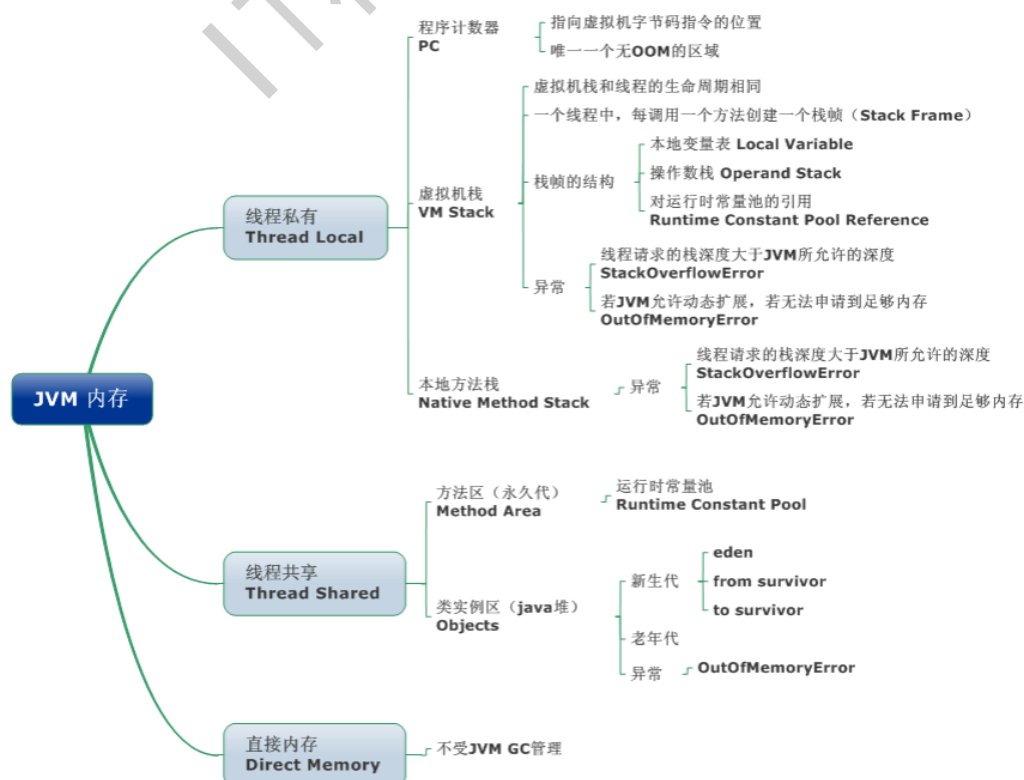 程序计数器
PC
指向虚拟机字节码指令的位置
唯一一个无OOM的区域
虚拟机栈
VM Stack
虚拟机栈和线程的生命周期相同
一个线程中，每调用一个方法创建一个栈帧（Stack Frame）
栈帧的结构
本地变量表 Local Variable
操作数栈 Operand Stack
对运行时常量池的引用
Runtime Constant Pool Reference
异常
线程请求的栈深度大于JVM所允许的深度
StackOverflowError
若JVM允许动态扩展，若无法申请到足够内存
OutOfMemoryError
线程私有
Thread Local
本地方法栈
Native Method Stack
异常
线程请求的栈深度大于JVM所允许的深度
StackOverflowError
若JVM允许动态扩展，若无法申请到足够内存
OutOfMemoryError
JVM 内存
线程共享
Thread Shared
方法区（永久代）
Method Area
运行时常量池
Runtime Constant Pool
类实例区（java堆）
Objects
新生代
eden
from survivor
to survivor
老年代
异常
OutOfMemoryError
直接内存
Direct Memory
不受JVM GC管理